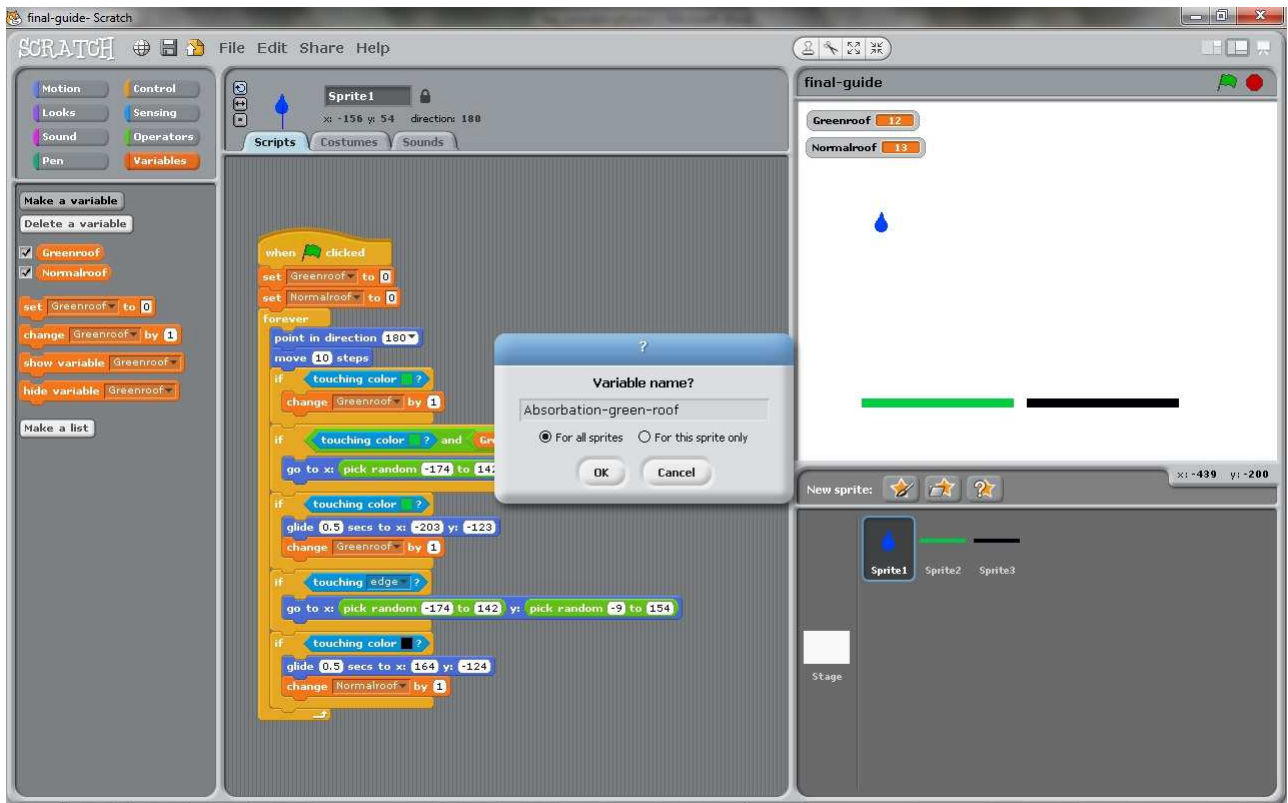 final-guide- Scratch
SCRATCH File Edit Share Help
Motion Control
Looks Sensing
Sound Operators
Pen Variables
Make a variable
Delete a variable
Greenroof
Normalroof
set Greenroof to 0
change Greenroof by 1
show variable Greenroof
hide variable Greenroof
Make a list
Sprite1
x: -156 y: 54 direction: 180
Scripts Costumes Sounds
when clicked
set Greenroof to 0
set Normalroof to 0
forever
point in direction 180
move 10 steps
if touching color ?
change Greenroof by 1
if touching color ? and
go to x: pick random -174 to 142
if touching color ?
glide 0.5 secs to x: -203 y: -123
change Greenroof by 1
if touching edge ?
go to x: pick random -174 to 142 y: pick random -9 to 154
if touching color ?
glide 0.5 secs to x: 164 y: -124
change Normalroof by 1
?
Variable name?
Absorbation-green-roof
For all sprites For this sprite only
OK Cancel
final-guide
Greenroof 12
Normalroof 13
x: -439 y: -200
New sprite:
Sprite1 Sprite2 Sprite3
Stage